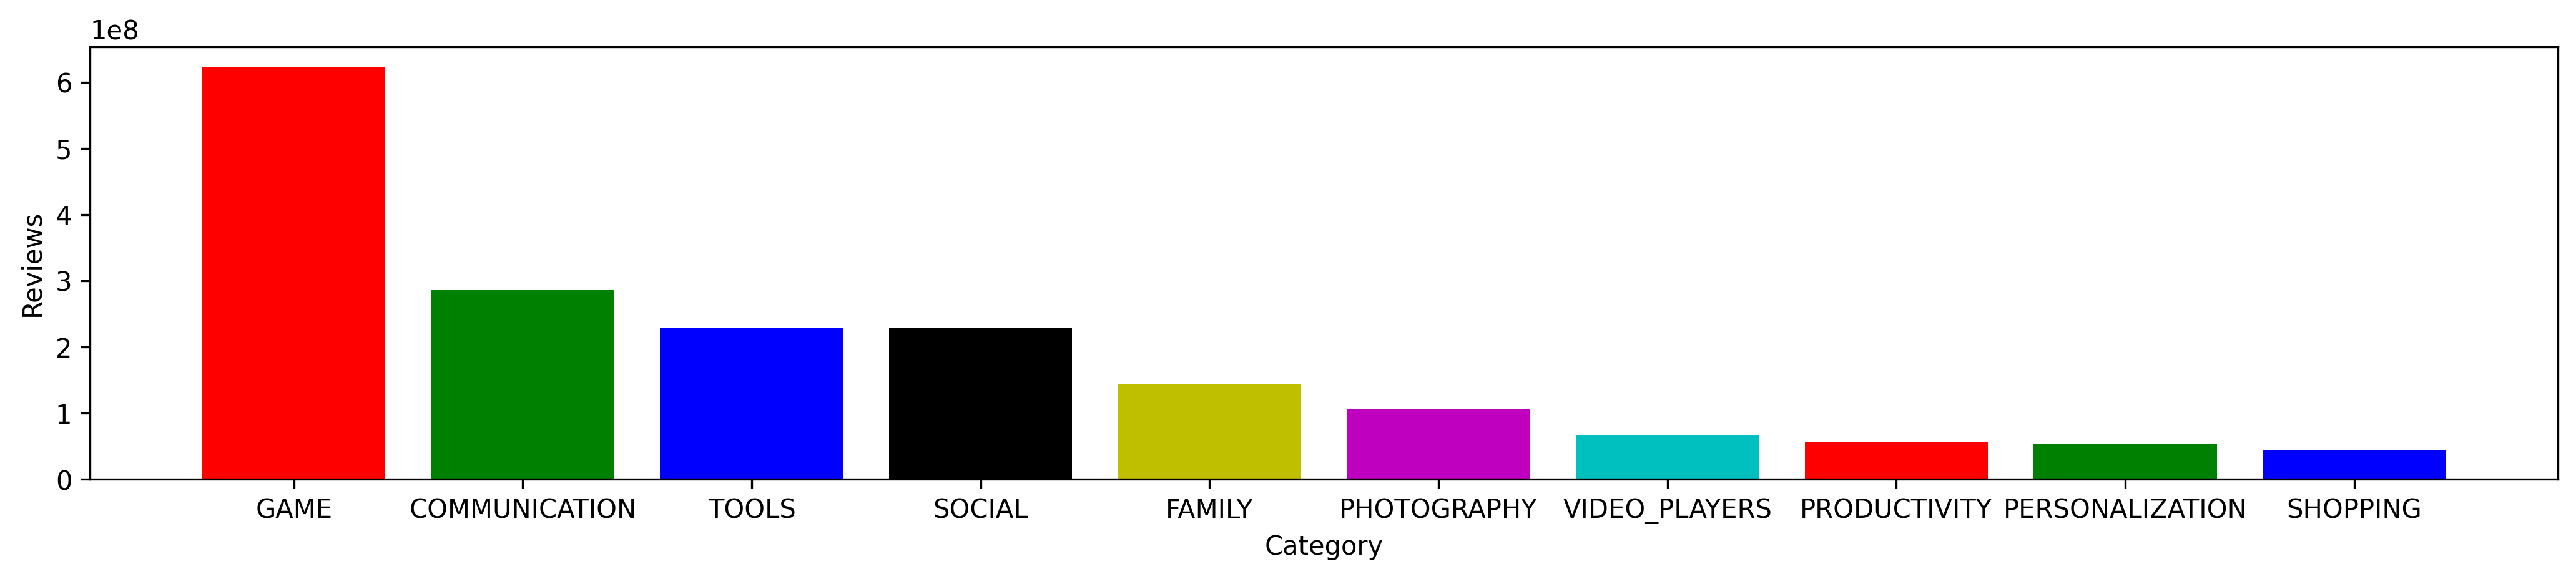 1e8
6
5
4
3
2
1
0
Reviews
GAME COMMUNICATION TOOLS SOCIAL FAMILY PHOTOGRAPHY VIDEO_PLAYERS PRODUCTIVITY PERSONALIZATION SHOPPING
Category